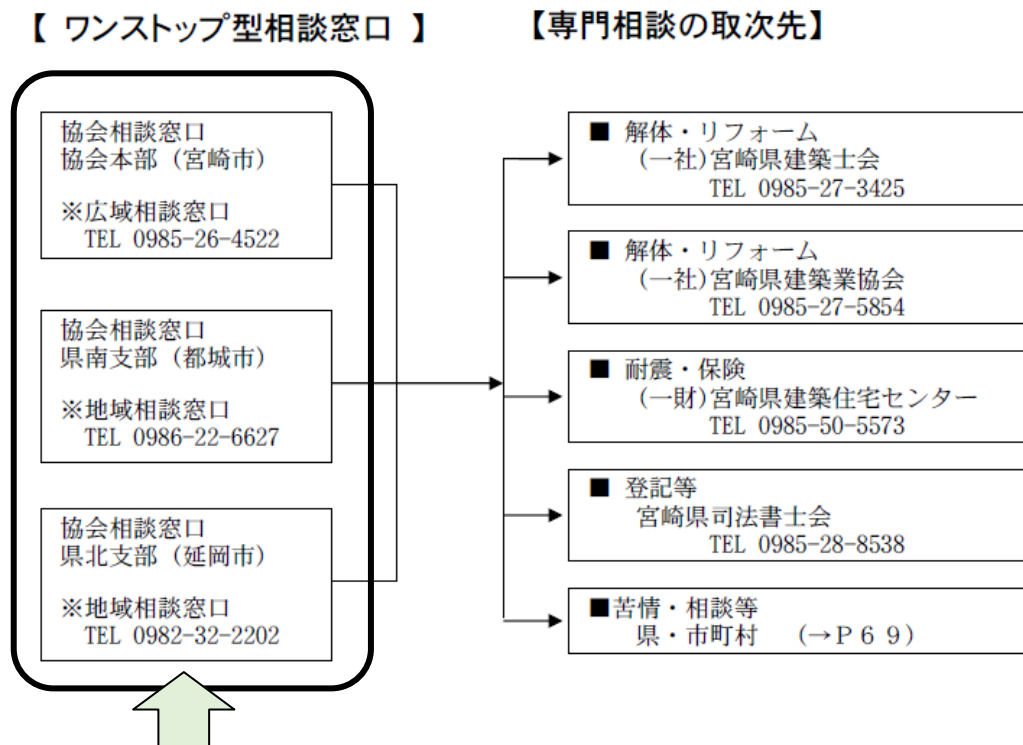 【 ワンストップ型相談窓口 】
【専門相談の取次先】
協会相談窓口
協会本部（宮崎市）
※広域相談窓口
TEL 0985-26-4522
協会相談窓口
県南支部（都城市）
※地域相談窓口
TEL 0986-22-6627
協会相談窓口
県北支部（延岡市）
※地域相談窓口
TEL 0982-32-2202
■ 解体・リフォーム
(一社)宮崎県建築士会
TEL 0985-27-3425
■ 解体・リフォーム
(一社)宮崎県建築業協会
TEL 0985-27-5854
■ 耐震・保険
(一財)宮崎県建築住宅センター
TEL 0985-50-5573
■ 登記等
宮崎県司法書士会
TEL 0985-28-8538
■苦情・相談等
県・市町村　（→Ｐ６９）